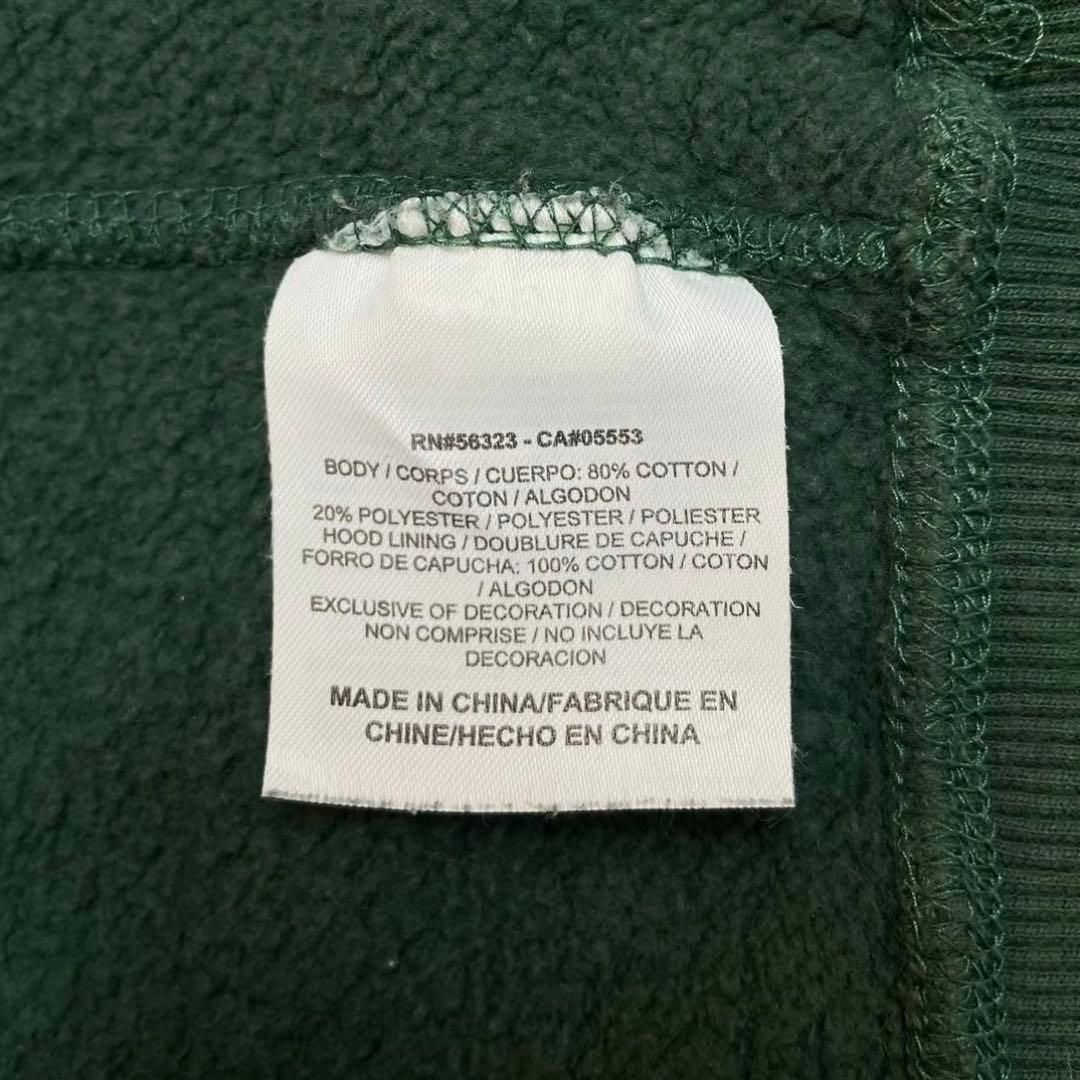 RN#56323 - CA#05553
BODY / CORPS / CUERPO: 80% COTTON /
COTON / ALGODON
20% POLYESTER / POLYESTER / POLIESTER
HOOD LINING / DOUBLURE DE CAPUCHE /
FORRO DE CAPUCHA: 100% COTTON / COTON
/ ALGODON
EXCLUSIVE OF DECORATION / DECORATION
NON COMPRISE / NO INCLUYE LA
DECORACION
MADE IN CHINA/FABRIQUE EN
CHINE/HECHO EN CHINA